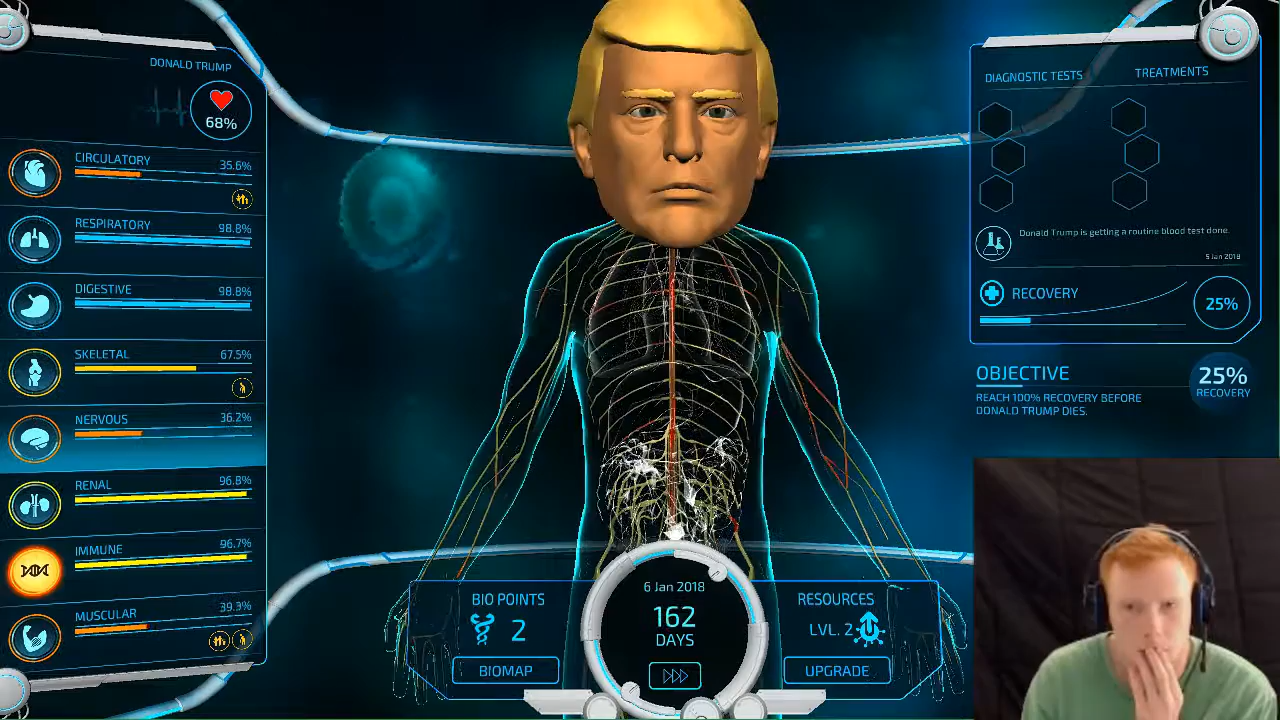 DONALD TRUMP
68%
CIRCULATORY 35.6%
RESPIRATORY 98.8%
DIGESTIVE 98.8%
SKELETAL 67.5%
NERVOUS 36.2%
RENAL 96.8%
IMMUNE 96.7%
MUSCULAR 39.3%
DIAGNOSTIC TESTS TREATMENTS
Donald Trump is getting a routine blood test done.
5 Jan 2018
RECOVERY 25%
OBJECTIVE
REACH 100% RECOVERY BEFORE
DONALD TRUMP DIES.
25%
RECOVERY
BIO POINTS
2
BIOMAP
6 Jan 2018
162
DAYS
RESOURCES
LVL. 2
UPGRADE